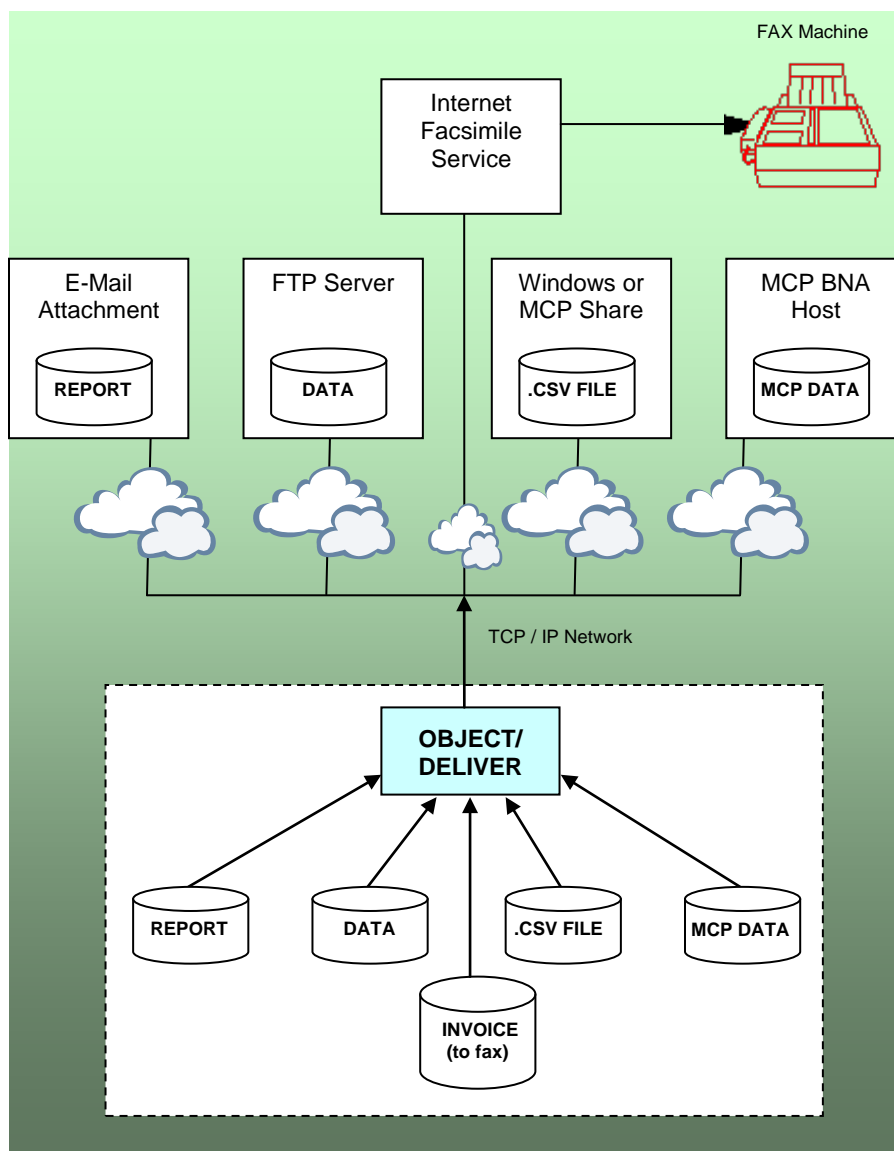 FAX Machine
Internet
Facsimile
Service
E-Mail
Attachment
REPORT
FTP Server
DATA
Windows or
MCP Share
.CSV FILE
MCP BNA
Host
MCP DATA
TCP / IP Network
OBJECT/
DELIVER
REPORT
DATA
.CSV FILE
MCP DATA
INVOICE
(to fax)